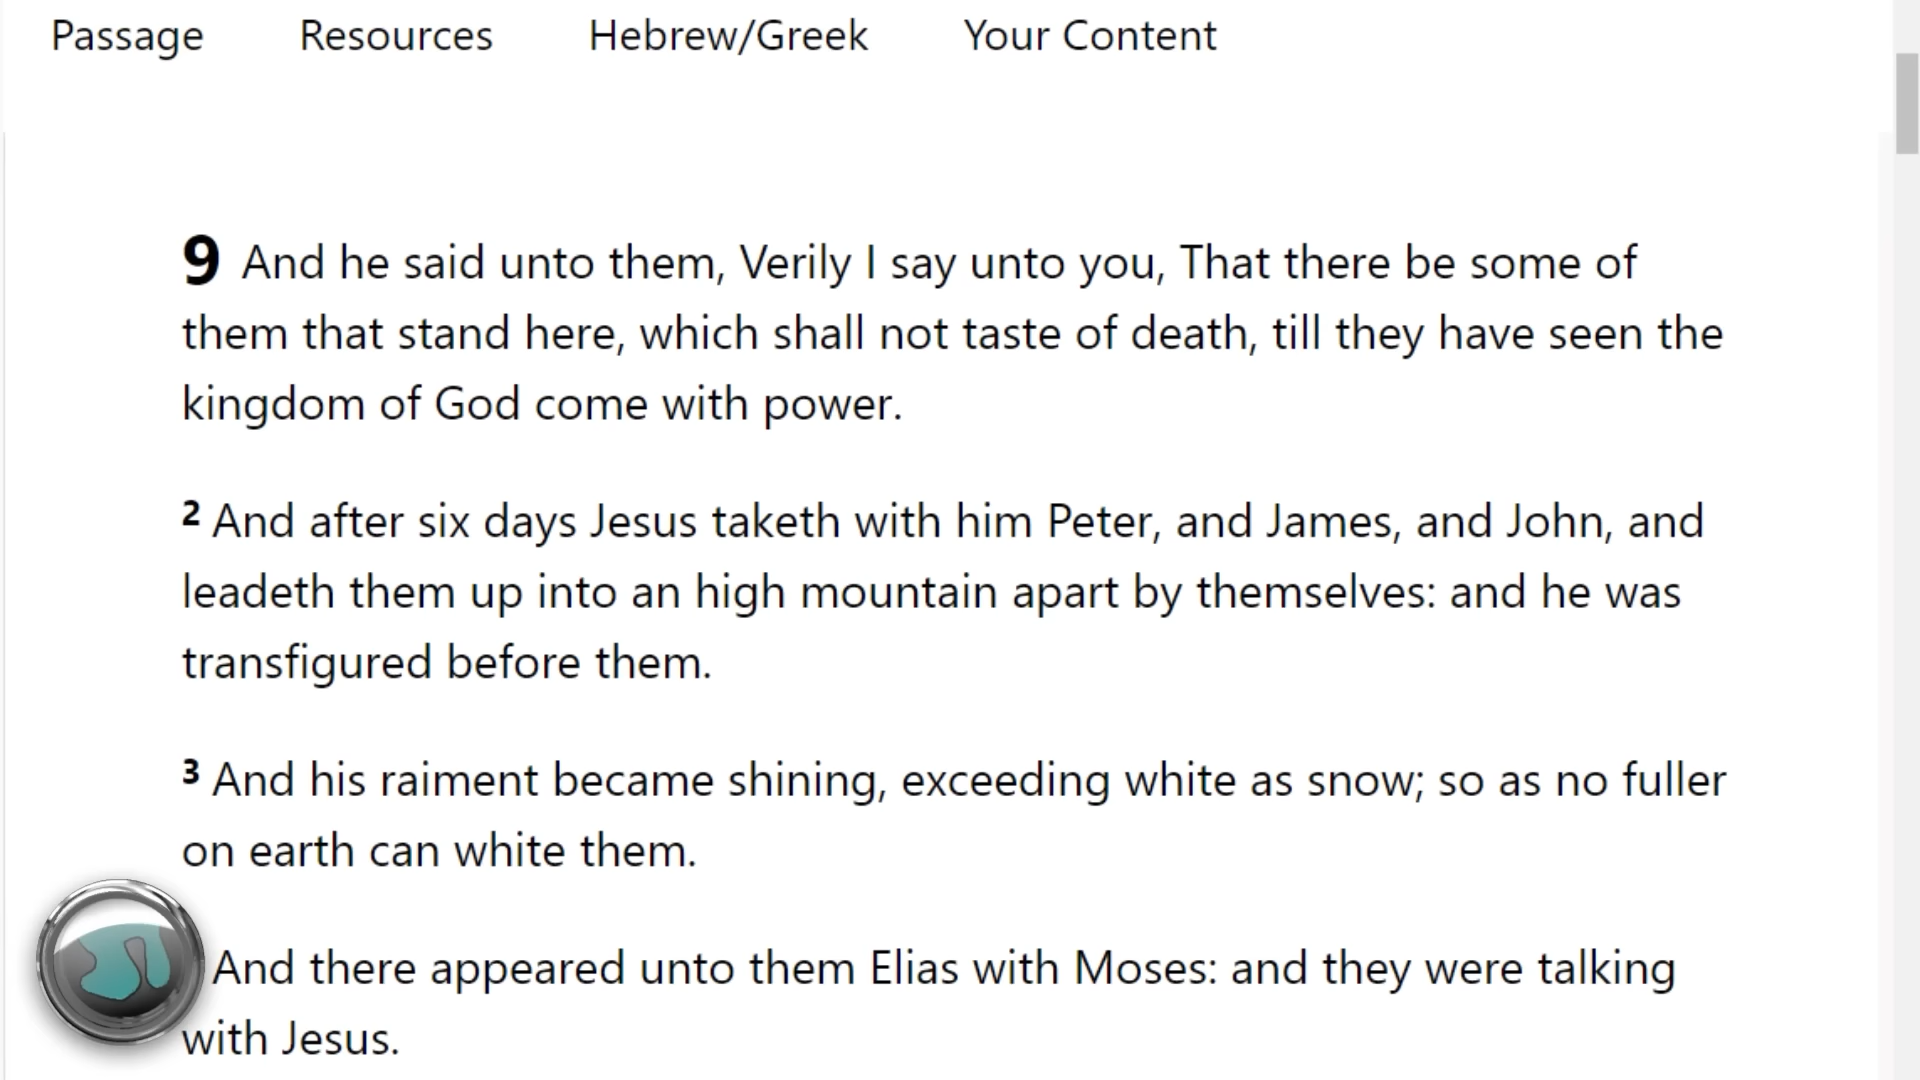 Passage Resources Hebrew/Greek Your Content
9 And he said unto them, Verily I say unto you, That there be some of
them that stand here, which shall not taste of death, till they have seen the
kingdom of God come with power.
2 And after six days Jesus taketh with him Peter, and James, and John, and
leadeth them up into an high mountain apart by themselves: and he was
transfigured before them.
3 And his raiment became shining, exceeding white as snow; so as no fuller
on earth can white them.
And there appeared unto them Elias with Moses: and they were talking
with Jesus.